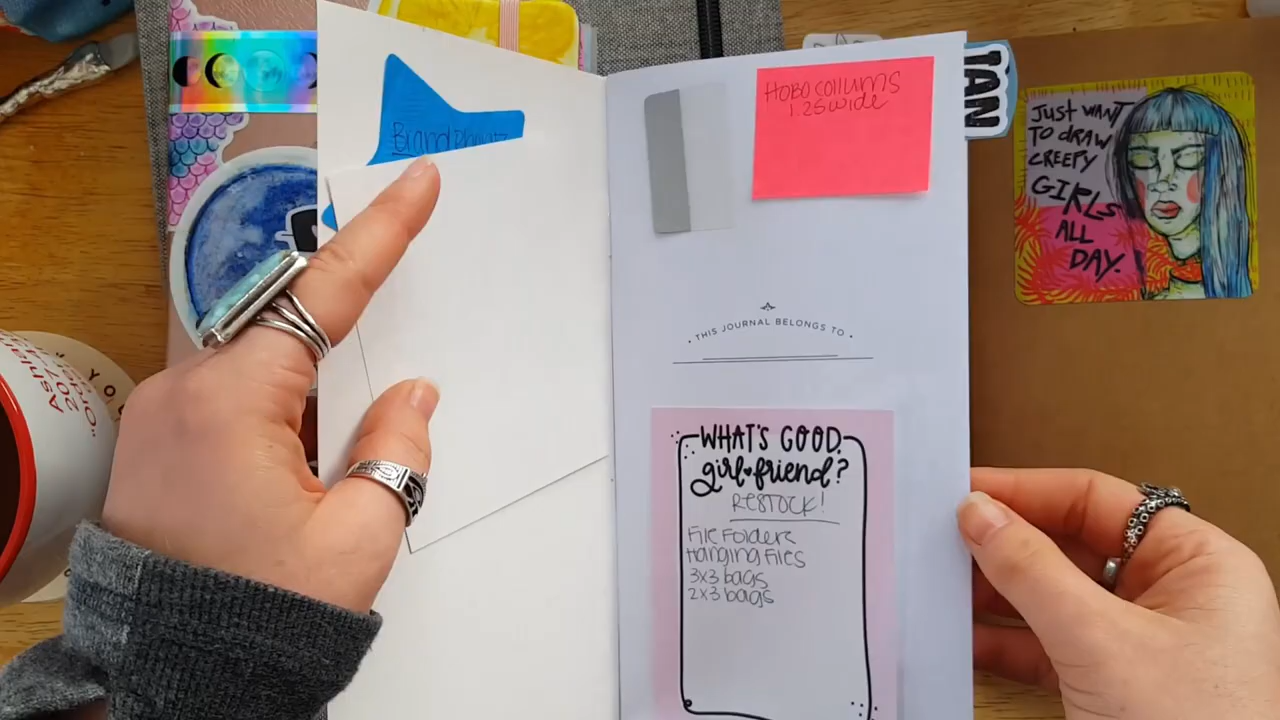 Brand
HOBO COllUMS
1.25 wide
THIS JOURNAL BELONGS TO
WHAT'S GOOD
girlfriend?
RESTOCK!
File Folders
Hanging Files
3x3 bags
2x3 bags
IAN
JUST WANT
TO DRAW
CREEPY
GIRLS
ALL
DAY.